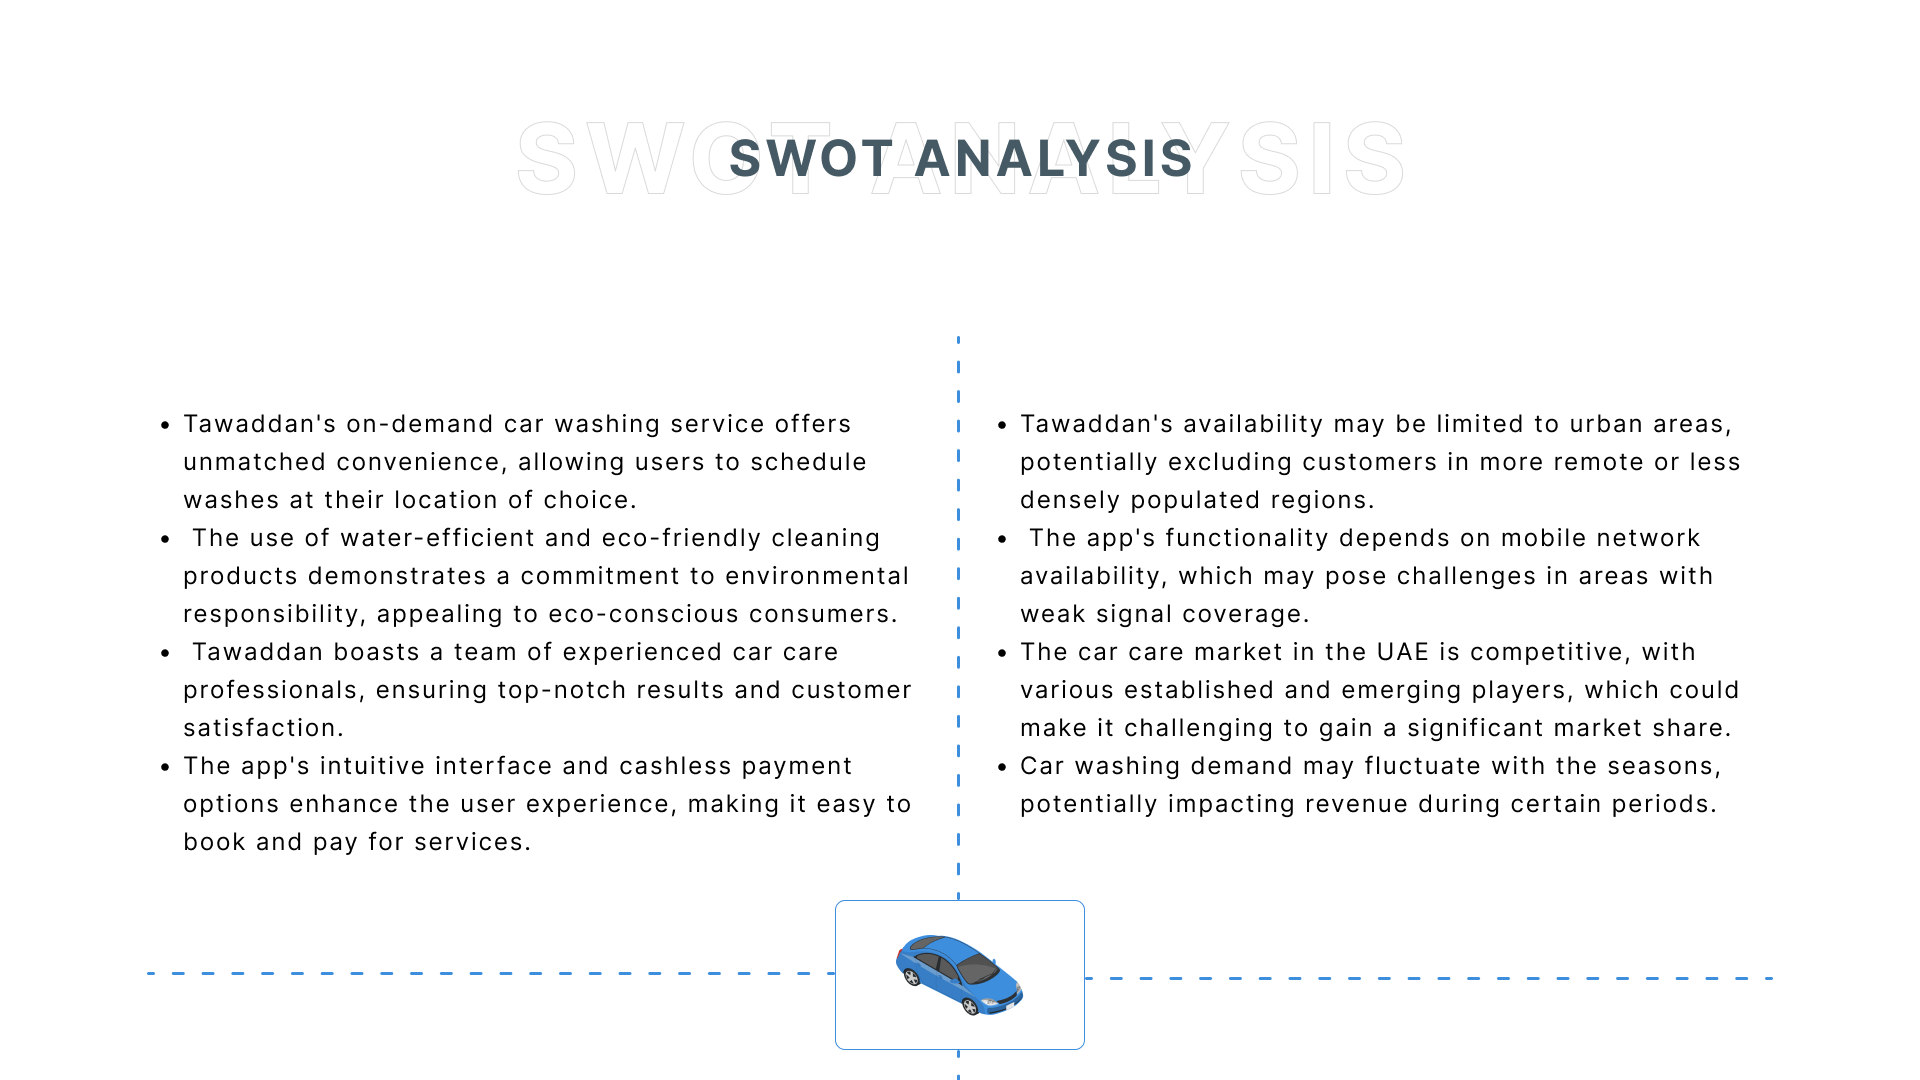 SWOT ANALYSIS
SWOT ANALYSIS
• Tawaddan's on-demand car washing service offers
unmatched convenience, allowing users to schedule
washes at their location of choice.
• The use of water-efficient and eco-friendly cleaning
products demonstrates a commitment to environmental
responsibility, appealing to eco-conscious consumers.
• Tawaddan boasts a team of experienced car care
professionals, ensuring top-notch results and customer
satisfaction.
• The app's intuitive interface and cashless payment
options enhance the user experience, making it easy to
book and pay for services.
• Tawaddan's availability may be limited to urban areas,
potentially excluding customers in more remote or less
densely populated regions.
• The app's functionality depends on mobile network
availability, which may pose challenges in areas with
weak signal coverage.
• The car care market in the UAE is competitive, with
various established and emerging players, which could
make it challenging to gain a significant market share.
• Car washing demand may fluctuate with the seasons,
potentially impacting revenue during certain periods.